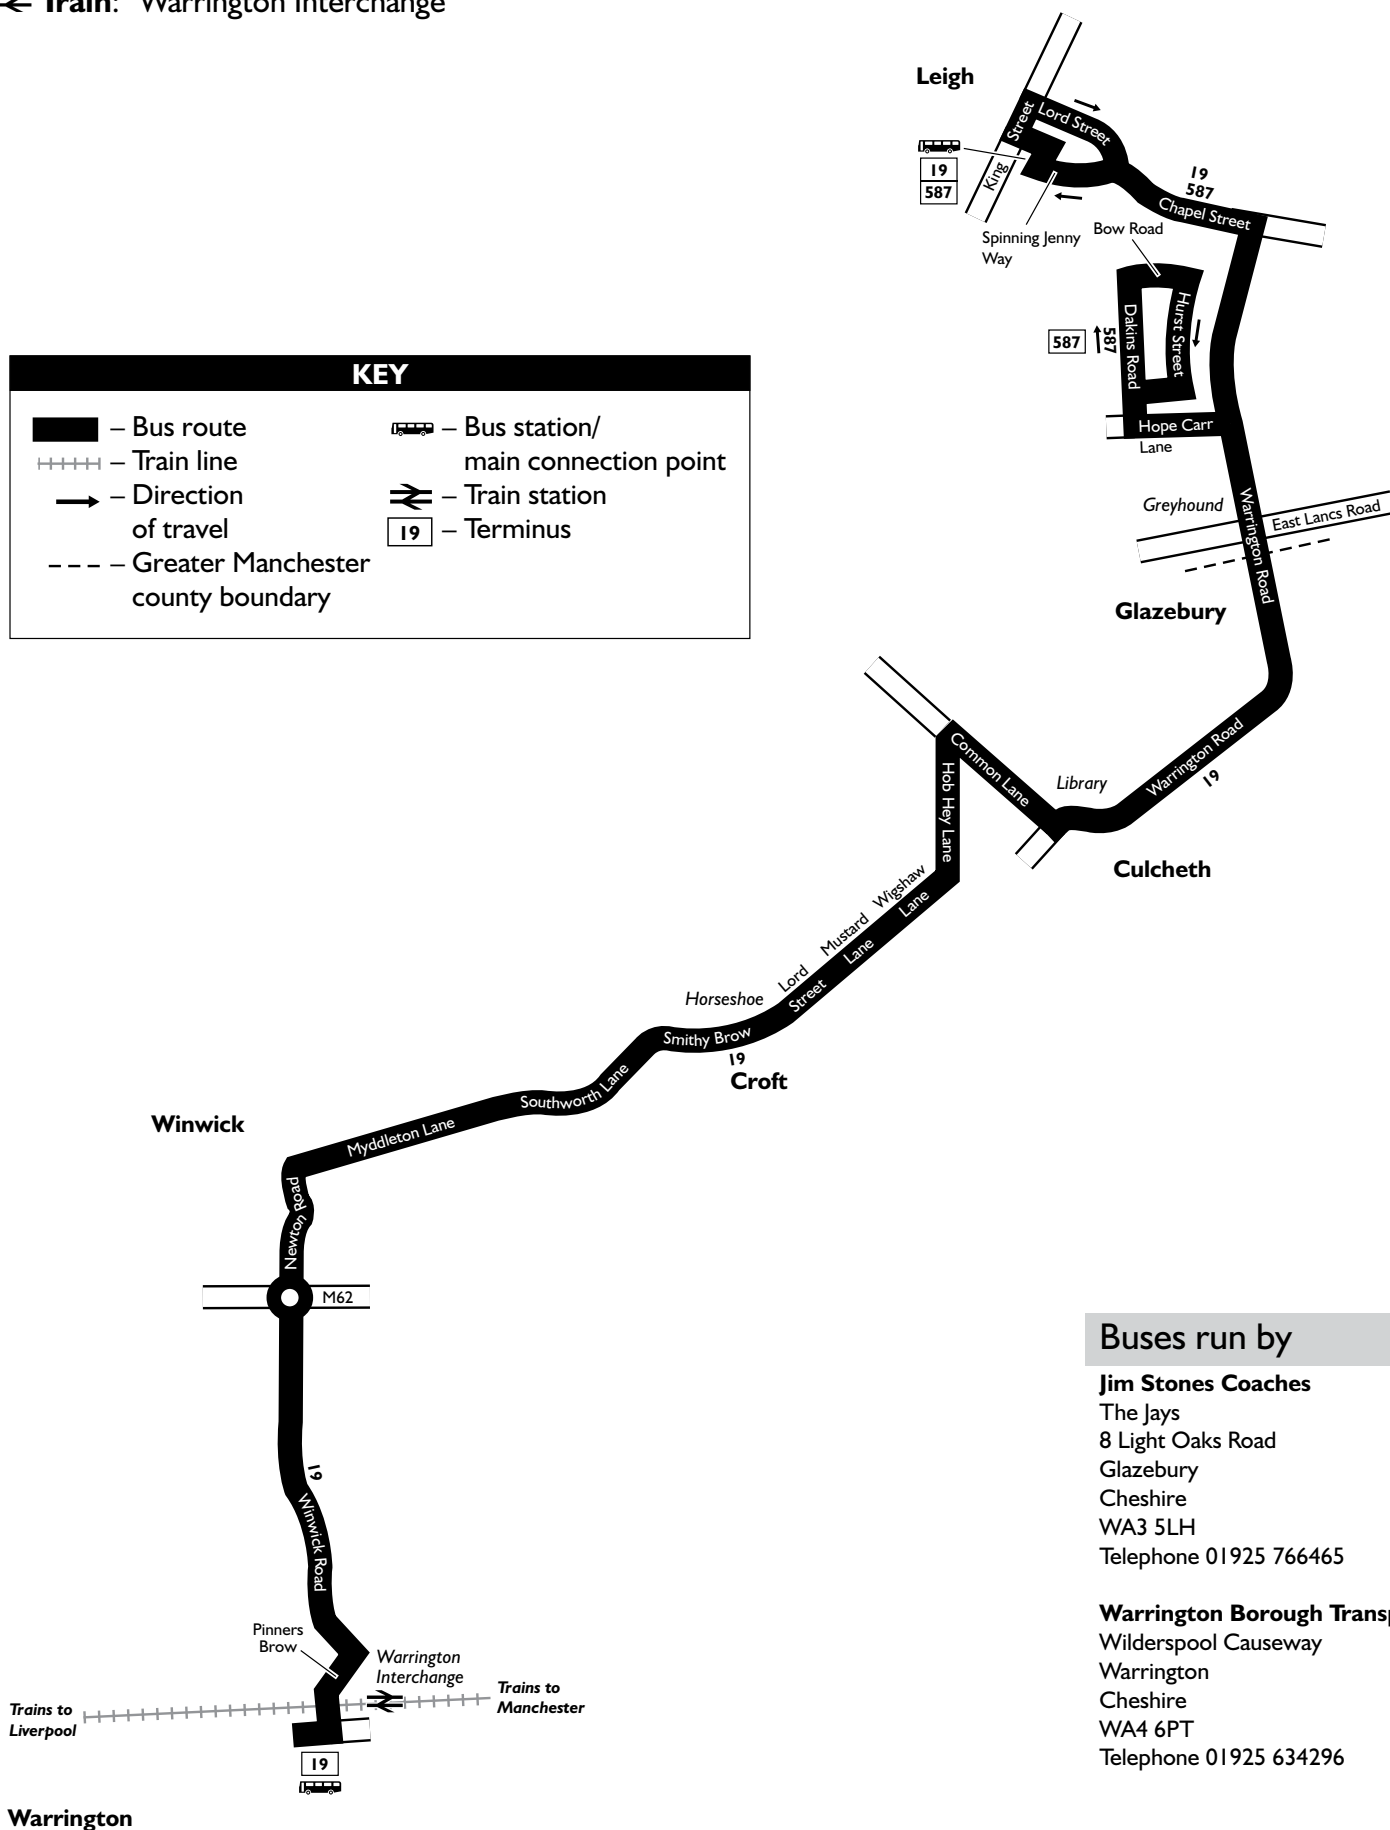 Train: Warrington Interchange
Leigh
Lord Street
King Street
19
587
19
587
Chapel Street
Spinning Jenny
Way
Bow Road
Hurst Street
Dakins Road
587
587
Hope Carr
Lane
Greyhound
Warrington Road
East Lancs Road
Glazebury
KEY
– Bus route
– Train line
– Direction
of travel
– Greater Manchester
county boundary
– Bus station/
main connection point
– Train station
19 – Terminus
Warrington Road
19
Common Lane
Library
Culcheth
Hob Hey Lane
Wigshaw Lane
Mustard Lane
Lord Street
Horseshoe
Smithy Brow
19
Croft
Southworth Lane
Myddleton Lane
Winwick
Newton Road
M62
19
Winwick Road
Pinners
Brow
Warrington
Interchange
Trains to
Liverpool
Trains to
Manchester
19
Warrington
Buses run by
Jim Stones Coaches
The Jays
8 Light Oaks Road
Glazebury
Cheshire
WA3 5LH
Telephone 01925 766465
Warrington Borough Transp
Wilderspool Causeway
Warrington
Cheshire
WA4 6PT
Telephone 01925 634296